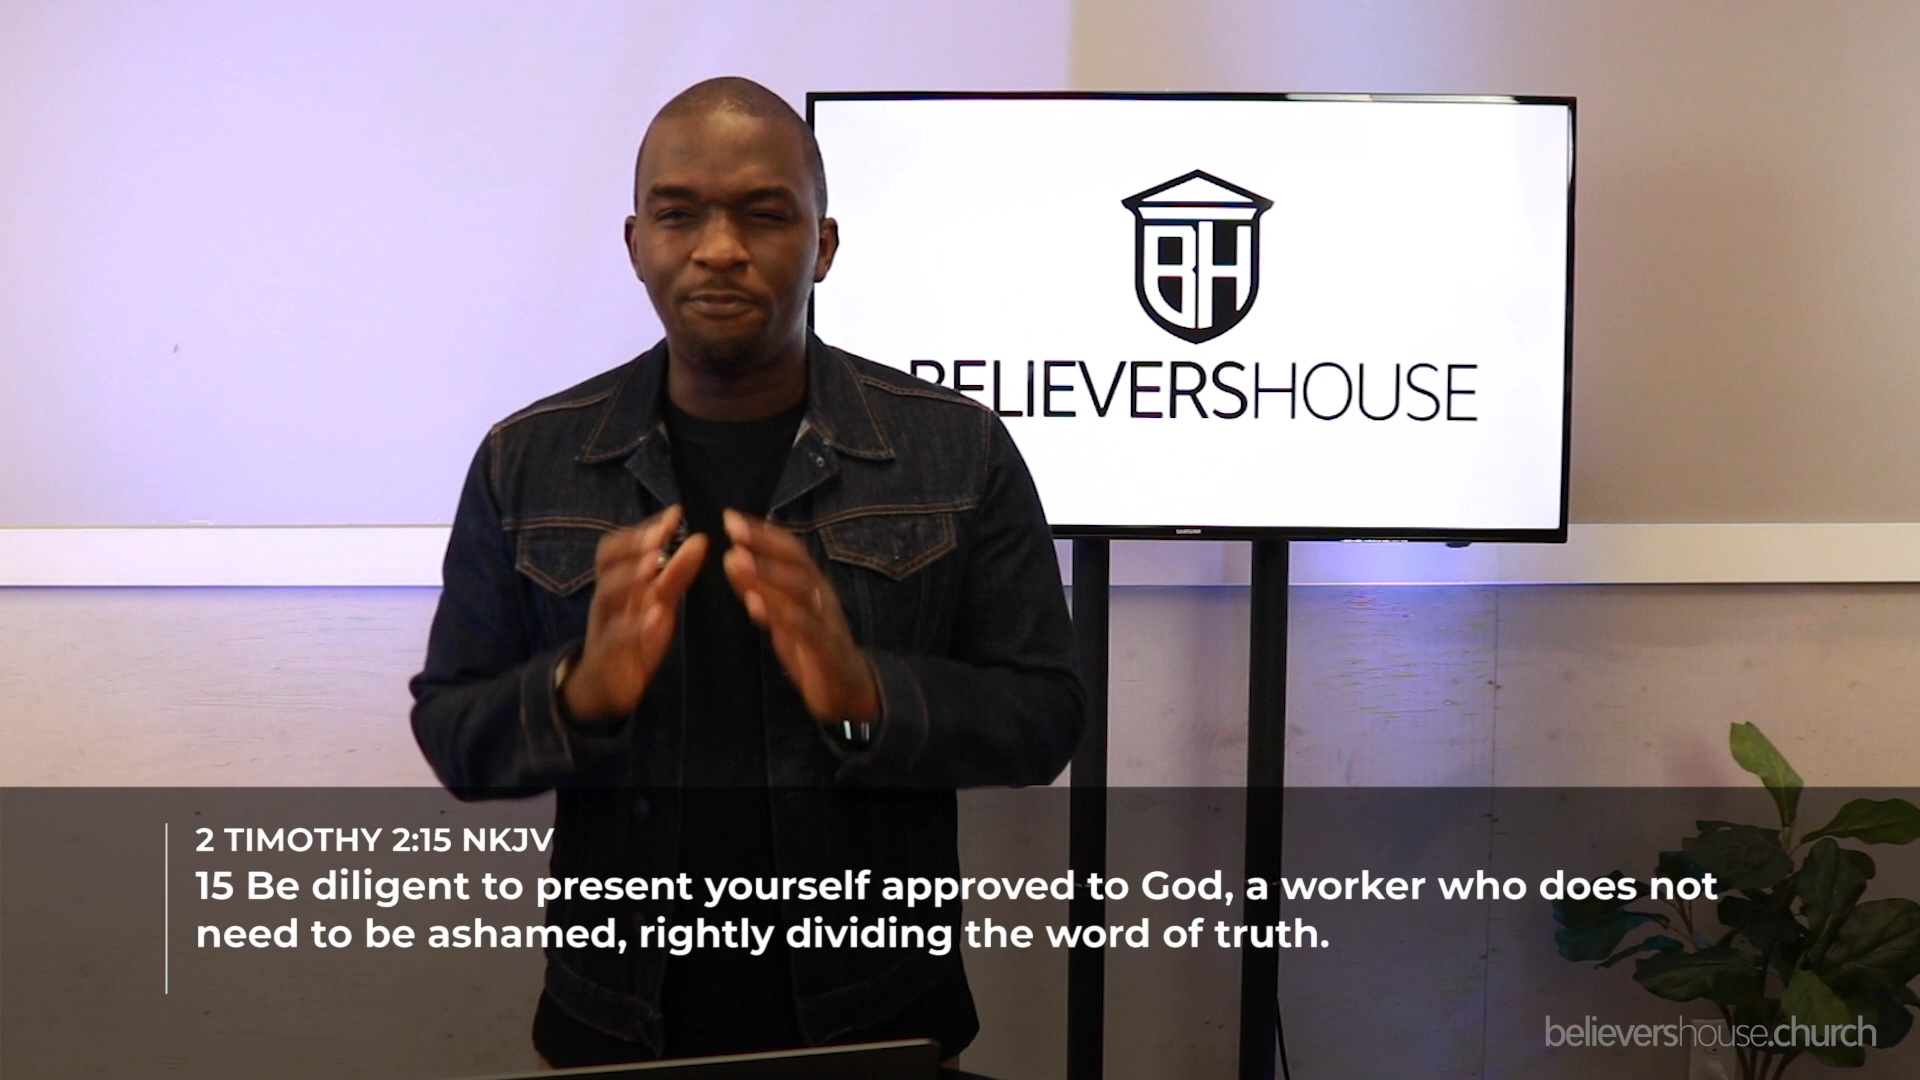 BH
BELIEVERSHOUSE
SAMSUNG
2 TIMOTHY 2:15 NKJV
15 Be diligent to present yourself approved to God, a worker who does not
need to be ashamed, rightly dividing the word of truth.
believershouse.church